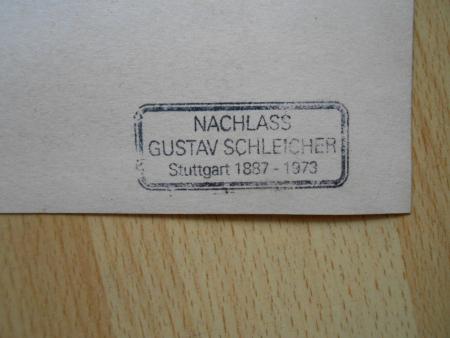 NACHLASS
GUSTAV SCHLEICHER
Stuttgart 1887 - 1973